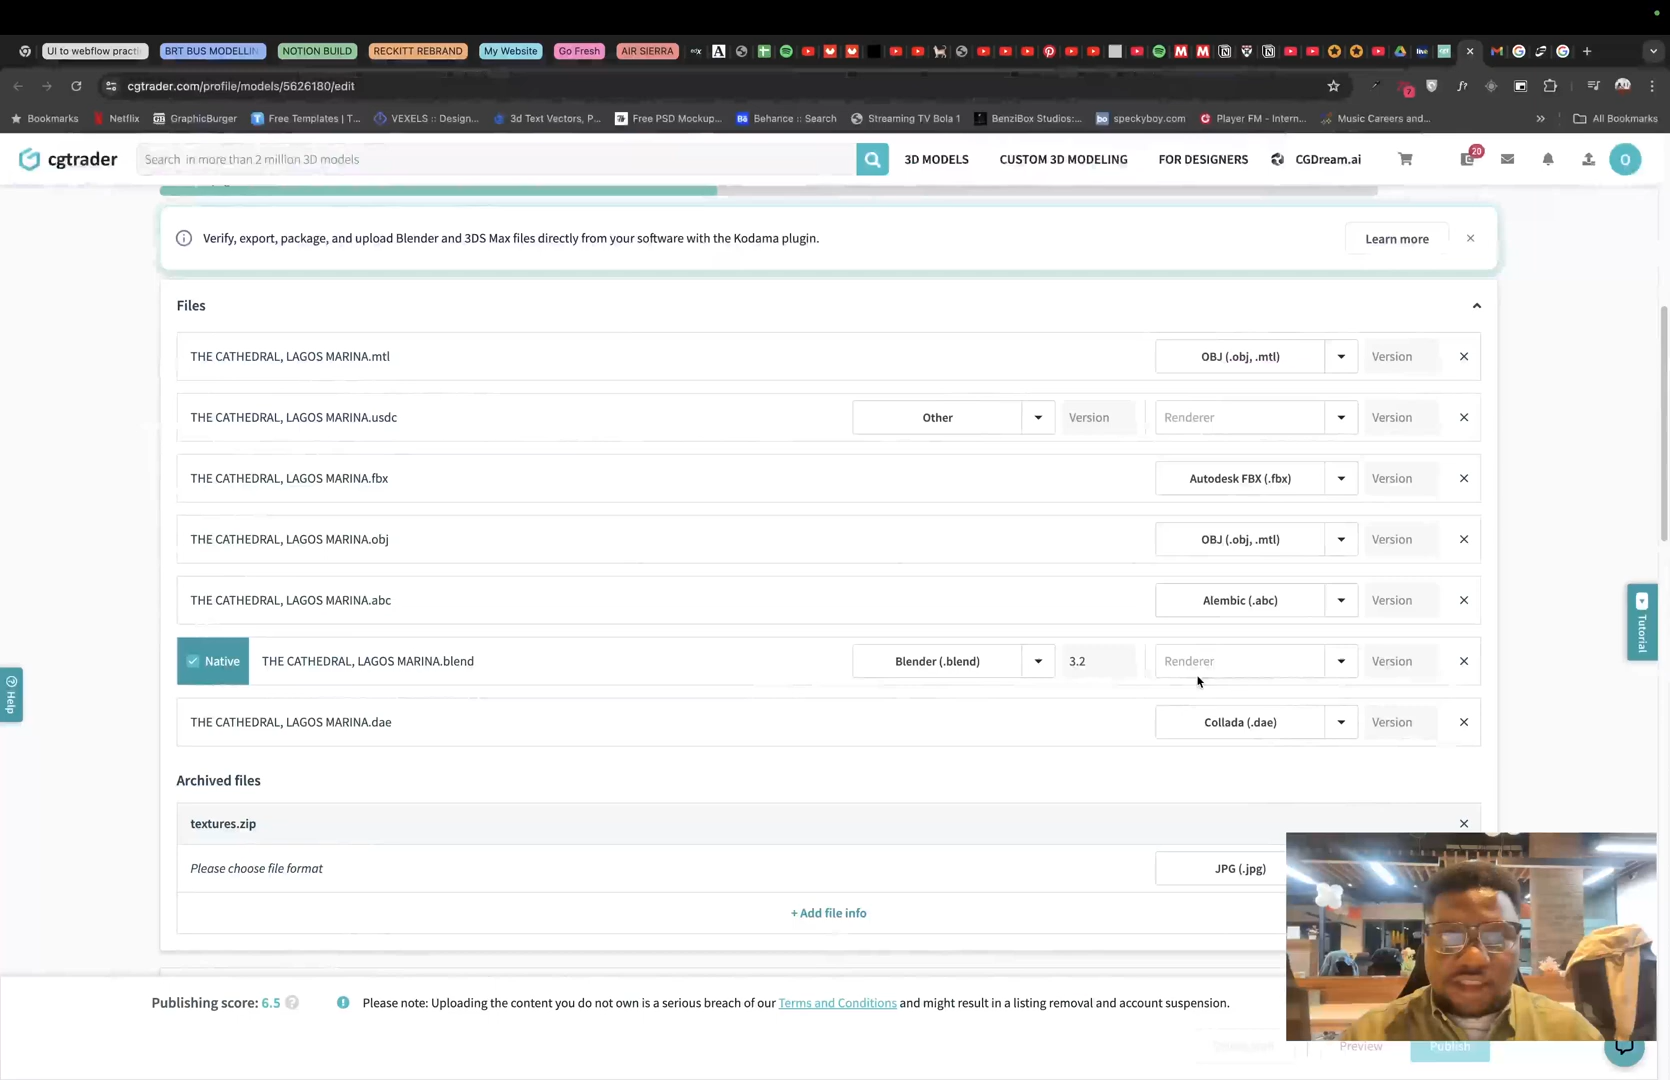 UI to webflow practi
BRT BUS MODELLIN
NOTION BUILD
RECKITT REBRAND
My Website
Go Fresh
AIR SIERRA
cgtrader.com/profile/models/5626180/edit
7
Bookmarks
Netflix
GraphicBurger
Free Templates | T...
VEXELS :: Design...
3d Text Vectors, P...
Free PSD Mockup...
Behance :: Search
Streaming TV Bola 1
BenziBox Studios:...
speckyboy.com
Player FM - Intern...
Music Careers and...
All Bookmarks
cgtrader
Search in more than 2 million 3D models
3D MODELS
CUSTOM 3D MODELING
FOR DESIGNERS
CGDream.ai
20
O
Verify, export, package, and upload Blender and 3DS Max files directly from your software with the Kodama plugin.
Learn more
Files
THE CATHEDRAL, LAGOS MARINA.mtl
OBJ (.obj, .mtl)
Version
THE CATHEDRAL, LAGOS MARINA.usdc
Other
Version
Renderer
Version
THE CATHEDRAL, LAGOS MARINA.fbx
Autodesk FBX (.fbx)
Version
THE CATHEDRAL, LAGOS MARINA.obj
OBJ (.obj, .mtl)
Version
THE CATHEDRAL, LAGOS MARINA.abc
Alembic (.abc)
Version
Native
THE CATHEDRAL, LAGOS MARINA.blend
Blender (.blend)
3.2
Renderer
Version
THE CATHEDRAL, LAGOS MARINA.dae
Collada (.dae)
Version
Tutorial
Help
Archived files
textures.zip
Please choose file format
JPG (.jpg)
+ Add file info
Publishing score: 6.5
Please note: Uploading the content you do not own is a serious breach of our Terms and Conditions and might result in a listing removal and account suspension.
Preview
Publish